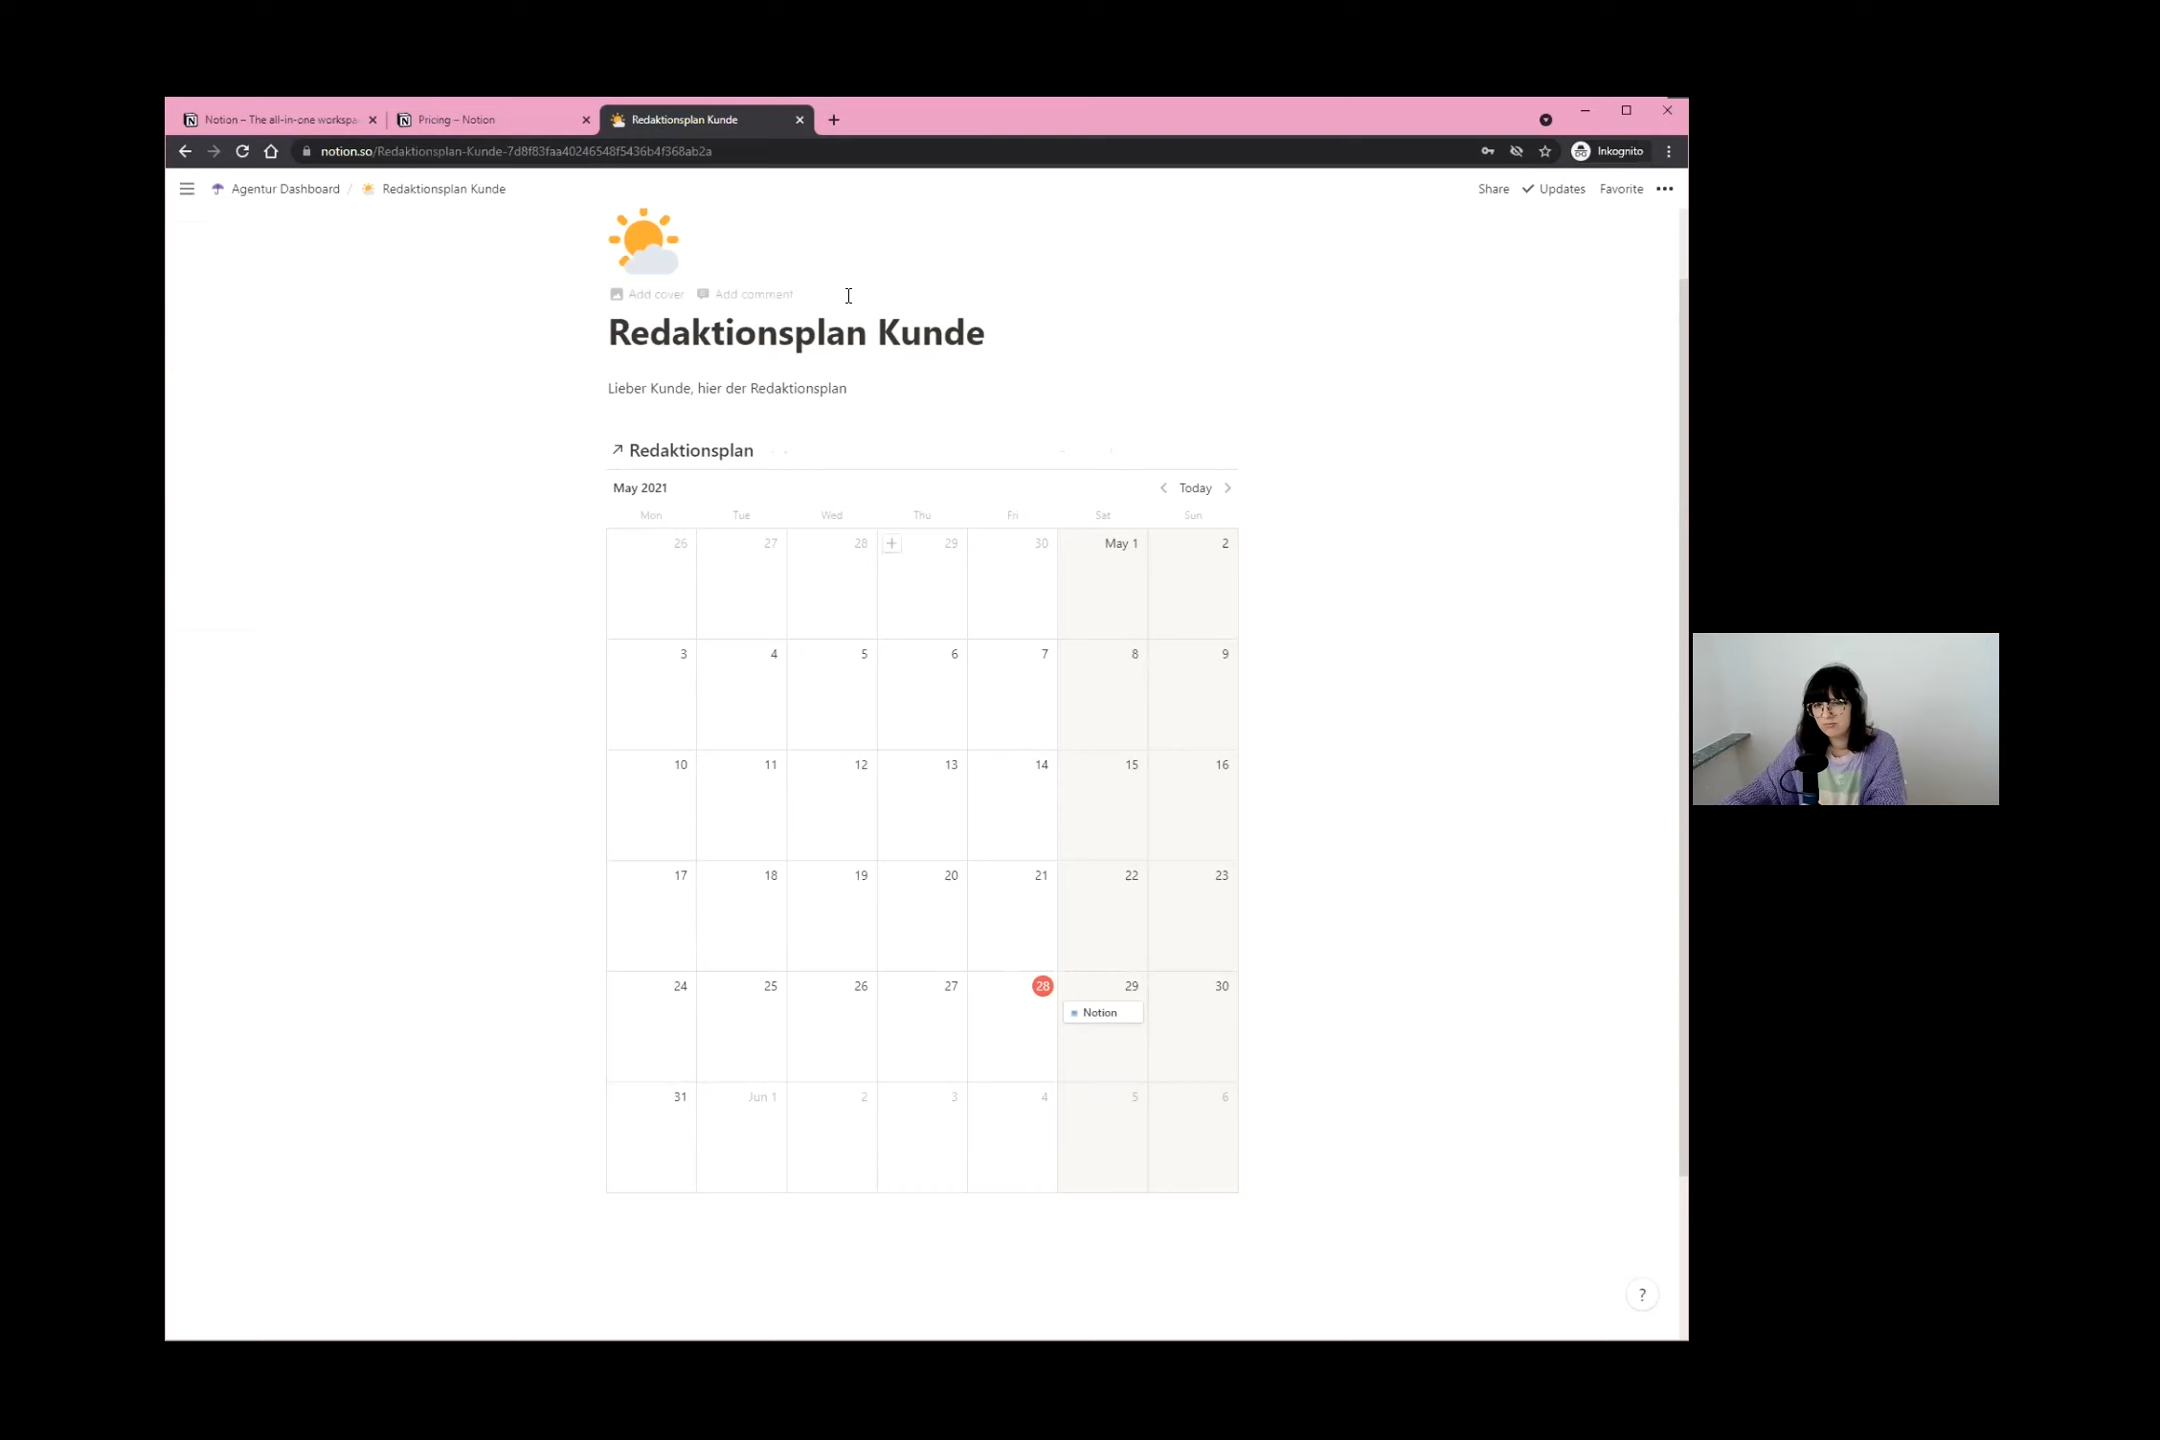 Notion – The all-in-one workspa
Pricing – Notion
Redaktionsplan Kunde
notion.so/Redaktionsplan-Kunde-7d8f83faa40246548f5436b4f368ab2a
Inkognito
Agentur Dashboard / Redaktionsplan Kunde
Share Updates Favorite
Add cover Add comment
Redaktionsplan Kunde
Lieber Kunde, hier der Redaktionsplan
Redaktionsplan
May 2021 Today
Mon Tue Wed Thu Fri Sat Sun
26 27 28 29 30 May 1 2
3 4 5 6 7 8 9
10 11 12 13 14 15 16
17 18 19 20 21 22 23
24 25 26 27 28 29 30
Notion
31 Jun 1 2 3 4 5 6
?